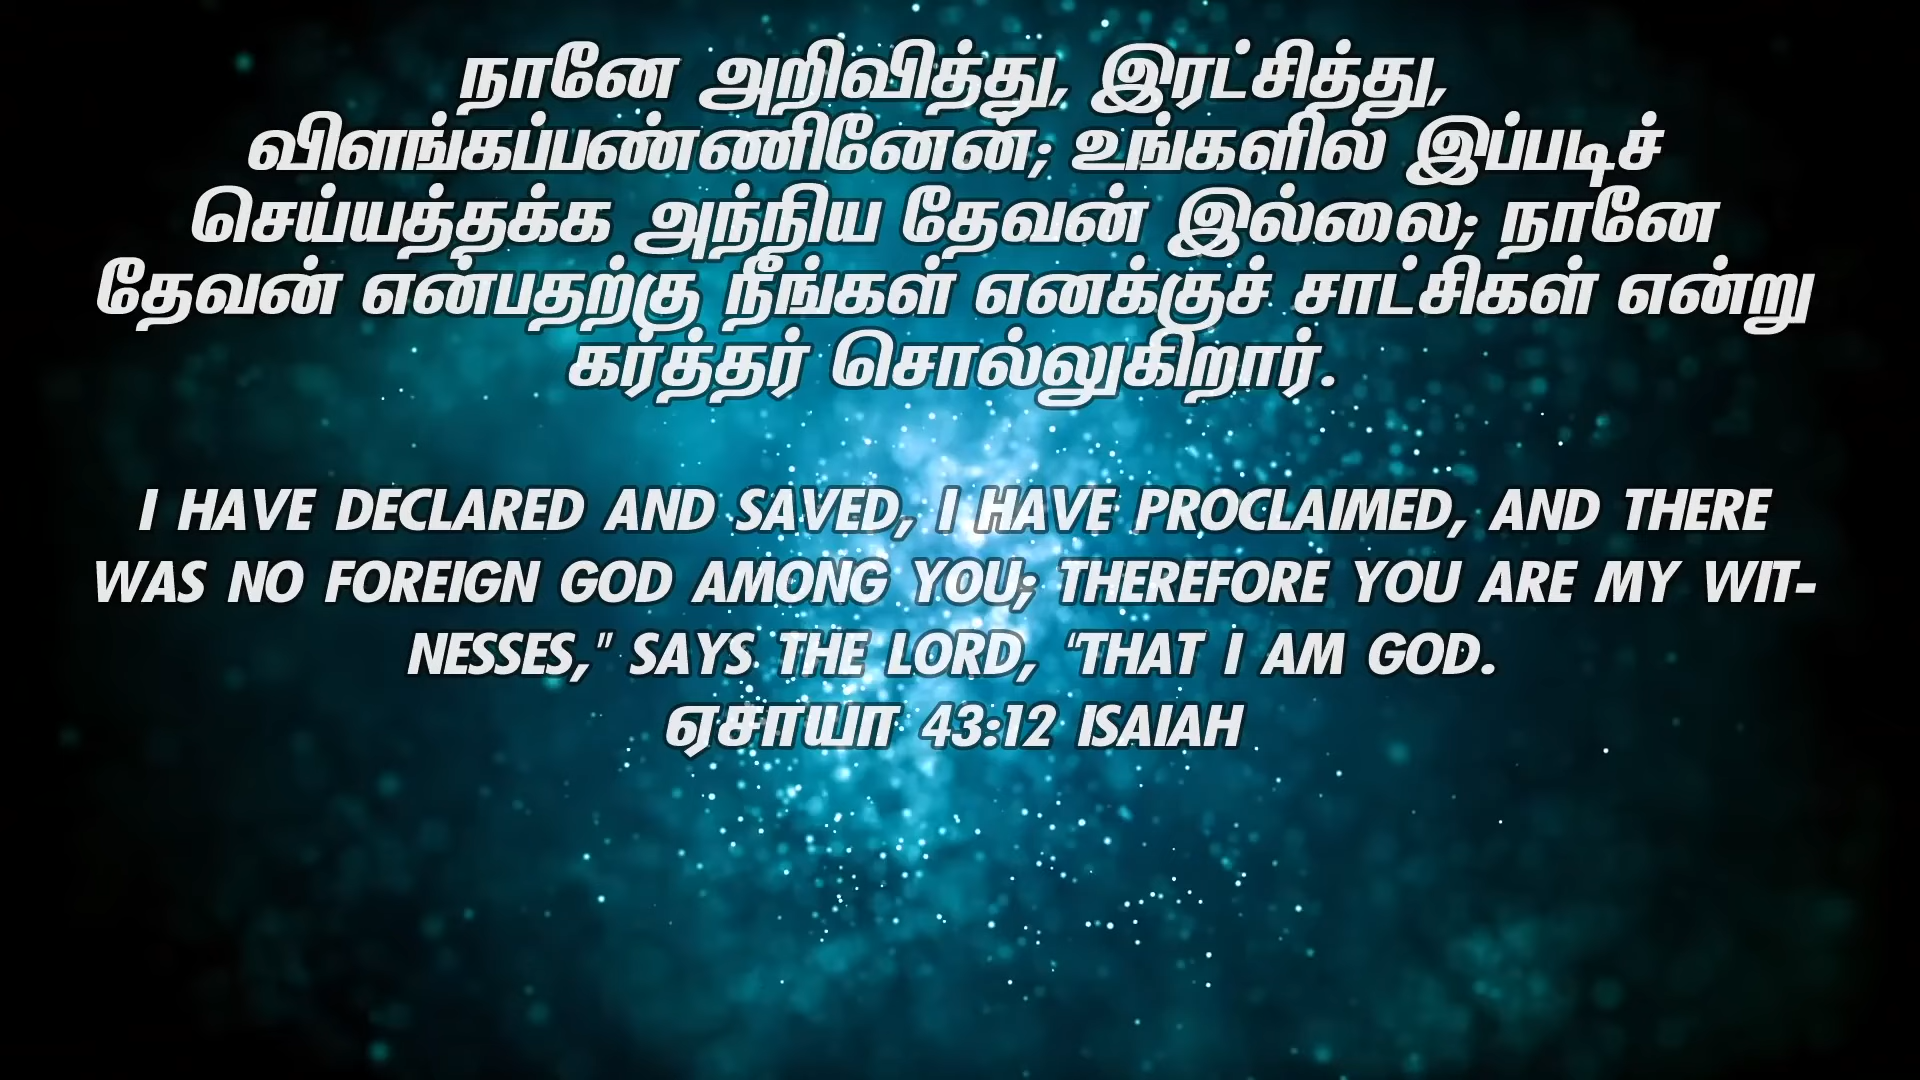 நானே அறிவித்து, இரட்சித்து,
விளங்கப்பண்ணினேன்; உங்களில் இப்படிச்
செய்யத்தக்க அந்நிய தேவன் இல்லை; நானே
தேவன் என்பதற்கு நீங்கள் எனக்குச் சாட்சிகள் என்று
கர்த்தர் சொல்லுகிறார்.
I HAVE DECLARED AND SAVED, I HAVE PROCLAIMED, AND THERE
WAS NO FOREIGN GOD AMONG YOU; THEREFORE YOU ARE MY WIT-
NESSES," SAYS THE LORD, "THAT I AM GOD.
ஏசாயா 43:12 ISAIAH